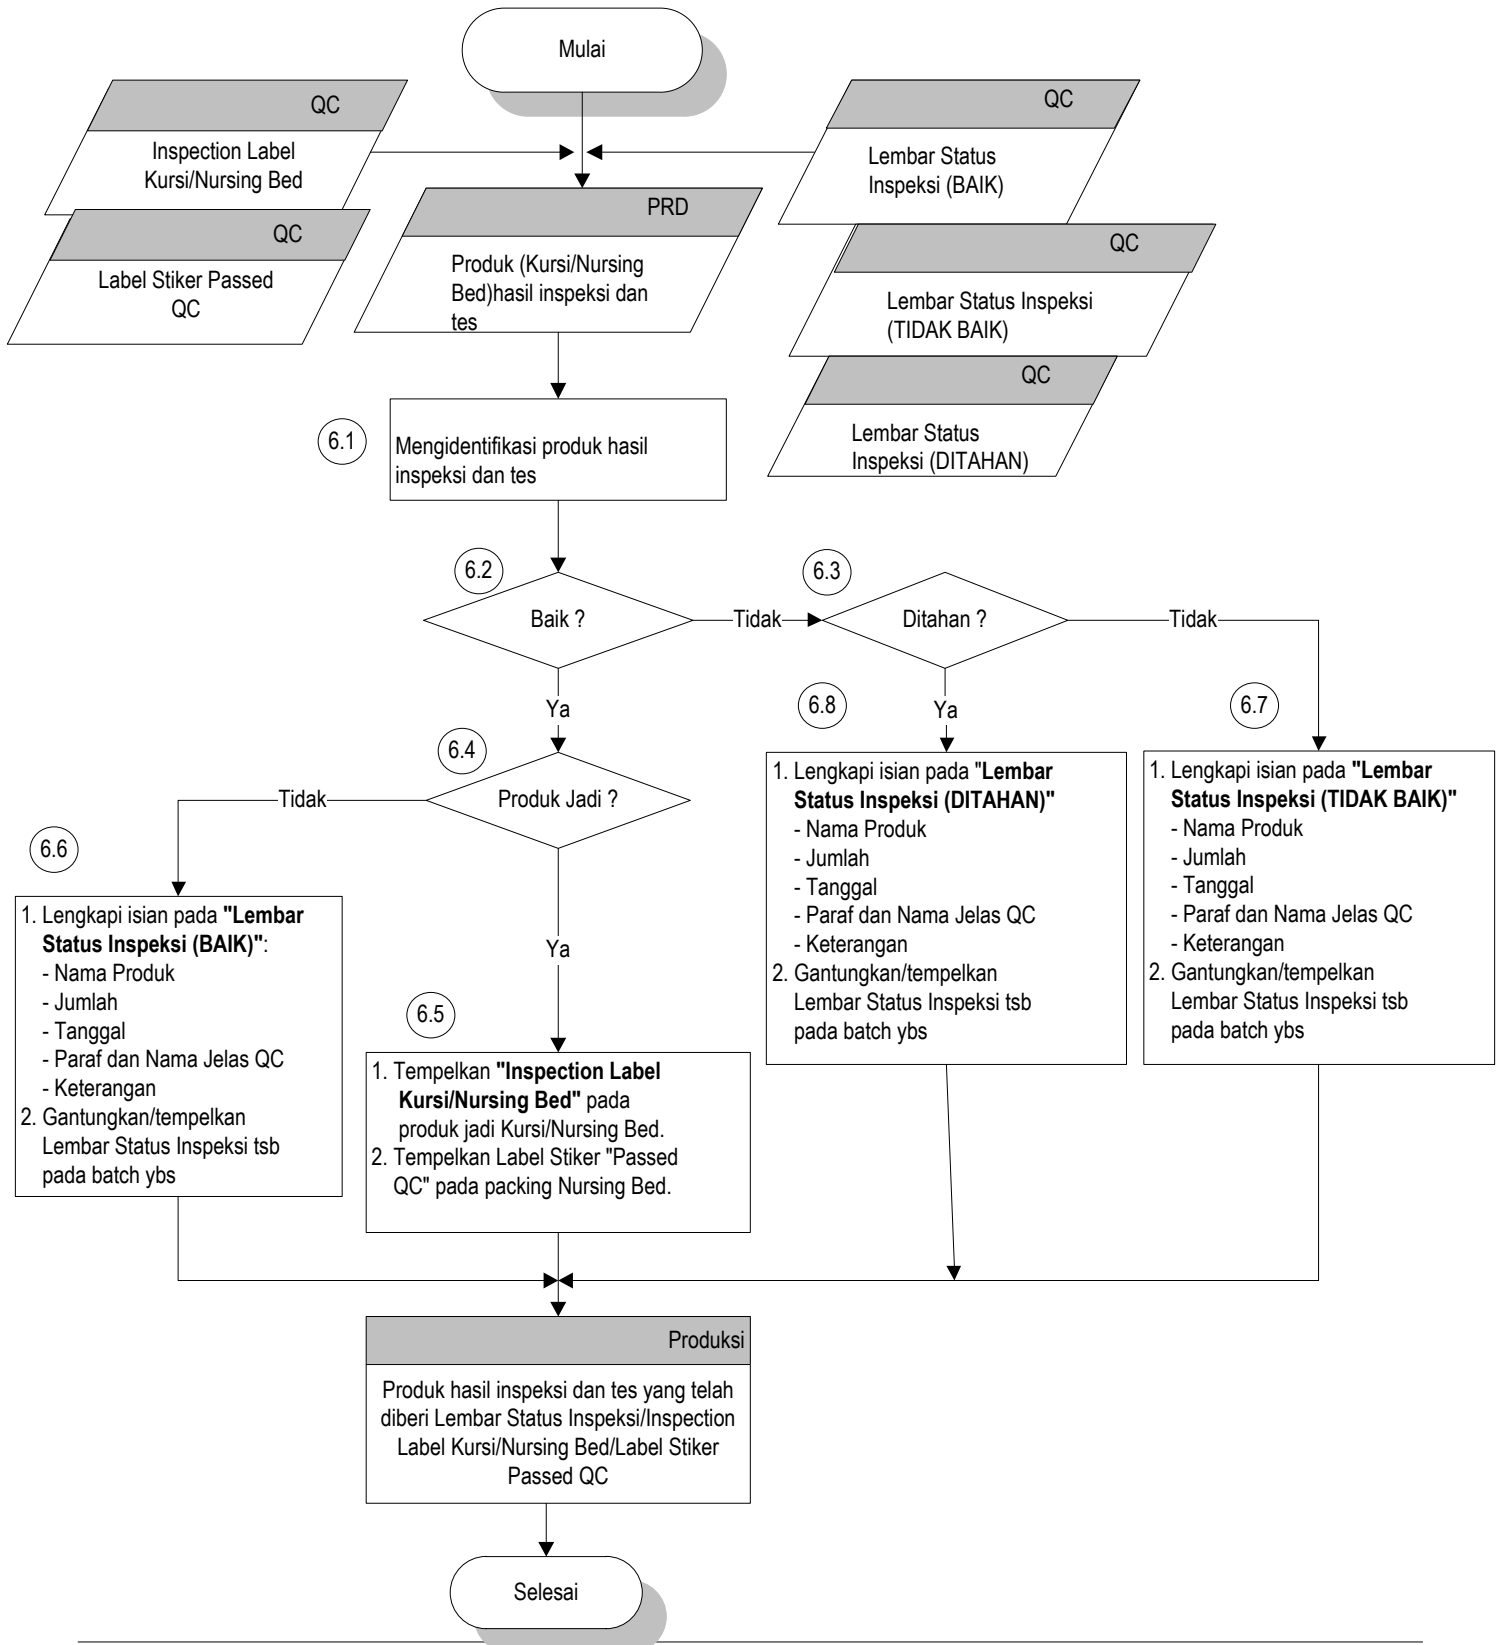 Mulai
QC
Inspection Label
Kursi/Nursing Bed
QC
Label Stiker Passed
QC
PRD
Produk (Kursi/Nursing
Bed)hasil inspeksi dan
tes
QC
Lembar Status
Inspeksi (BAIK)
QC
Lembar Status Inspeksi
(TIDAK BAIK)
QC
Lembar Status
Inspeksi (DITAHAN)
6.1
Mengidentifikasi produk hasil
inspeksi dan tes
6.2
Baik ?
Tidak
6.3
Ditahan ?
Tidak
Ya
6.4
Produk Jadi ?
Tidak
Ya
6.8
Ya
6.7
1. Lengkapi isian pada "Lembar
Status Inspeksi (DITAHAN)"
- Nama Produk
- Jumlah
- Tanggal
- Paraf dan Nama Jelas QC
- Keterangan
2. Gantungkan/tempelkan
Lembar Status Inspeksi tsb
pada batch ybs
1. Lengkapi isian pada "Lembar
Status Inspeksi (TIDAK BAIK)"
- Nama Produk
- Jumlah
- Tanggal
- Paraf dan Nama Jelas QC
- Keterangan
2. Gantungkan/tempelkan
Lembar Status Inspeksi tsb
pada batch ybs
6.6
1. Lengkapi isian pada "Lembar
Status Inspeksi (BAIK)":
- Nama Produk
- Jumlah
- Tanggal
- Paraf dan Nama Jelas QC
- Keterangan
2. Gantungkan/tempelkan
Lembar Status Inspeksi tsb
pada batch ybs
6.5
1. Tempelkan "Inspection Label
Kursi/Nursing Bed" pada
produk jadi Kursi/Nursing Bed.
2. Tempelkan Label Stiker "Passed
QC" pada packing Nursing Bed.
Produksi
Produk hasil inspeksi dan tes yang telah
diberi Lembar Status Inspeksi/Inspection
Label Kursi/Nursing Bed/Label Stiker
Passed QC
Selesai